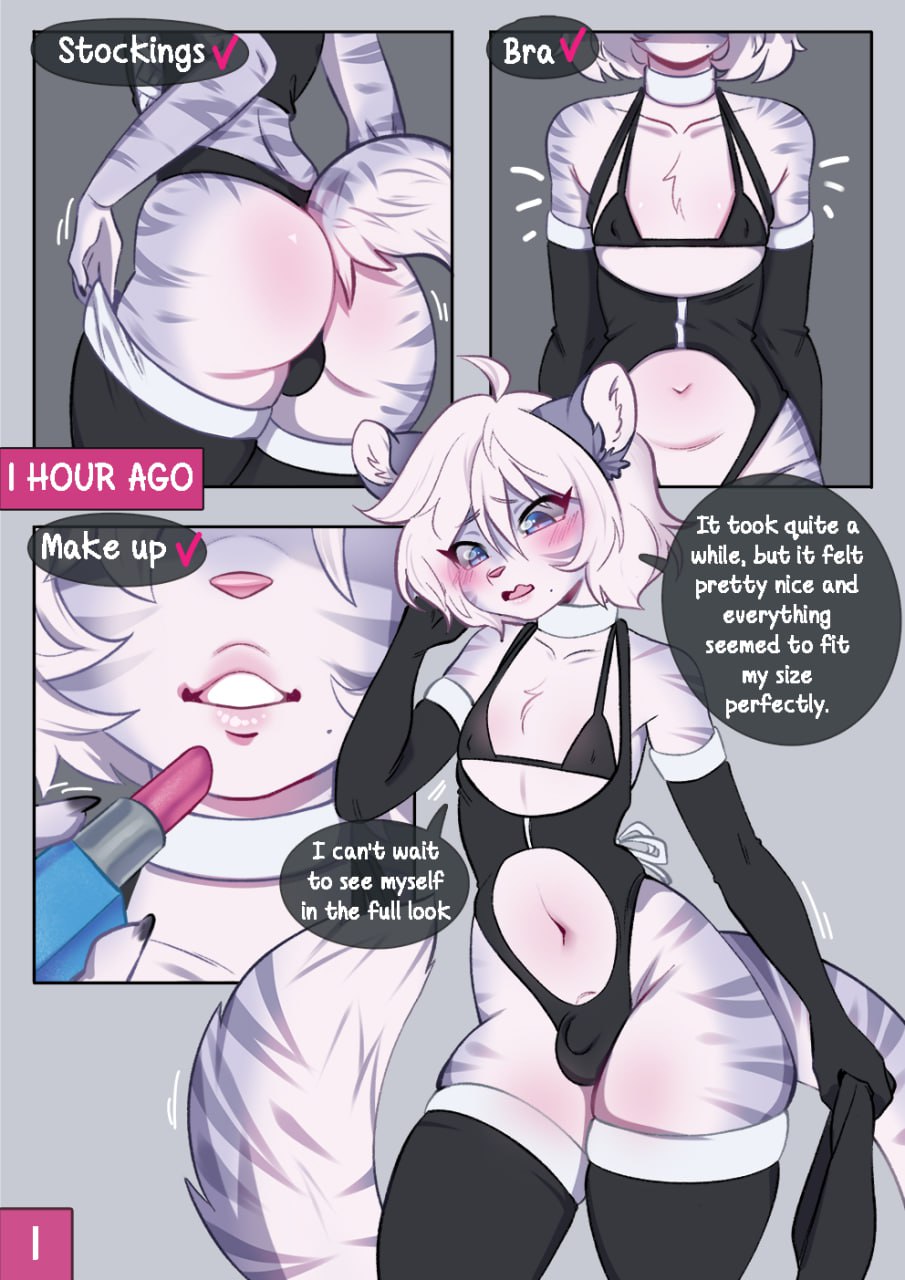 Stockings ✓
Bra ✓
1 HOUR AGO
Make up ✓
It took quite a
while, but it felt
pretty nice and
everything
seemed to fit
my size
perfectly.
I can't wait
to see myself
in the full look
1